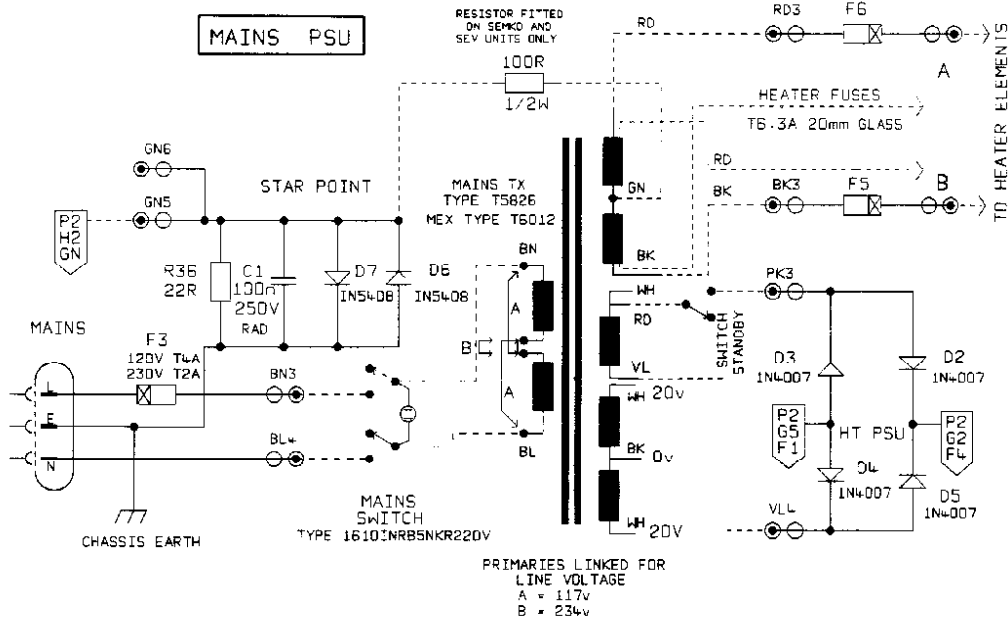 MAINS PSU
RESISTOR FITTED
ON SEMKO AND
SEV UNITS ONLY
100R
1/2W
RD
RD3
F6
A
HEATER FUSES
T6.3A 20mm GLASS
TO HEATER ELEMENTS
RD
BK
BK3
F5
B
GN6
GN5
STAR POINT
P2
H2
GN
MAINS TX
TYPE T5826
MEX TYPE T6012
GN
BK
BN
R36
22R
C1
100n
250V
RAD
D7
IN5408
D6
IN5408
A
B
A
BL
WH
RD
VL
20v
WH
BK
0v
WH
20V
SWITCH
STANDBY
PK3
D3
1N4007
D2
1N4007
P2
G5
F1
HT PSU
P2
G2
F4
D4
1N4007
D5
1N4007
VL4
MAINS
F3
120V T4A
230V T2A
BN3
L
E
N
BL4
CHASSIS EARTH
MAINS
SWITCH
TYPE 1610INRB5NKR220V
PRIMARIES LINKED FOR
LINE VOLTAGE
A = 117v
B = 234v